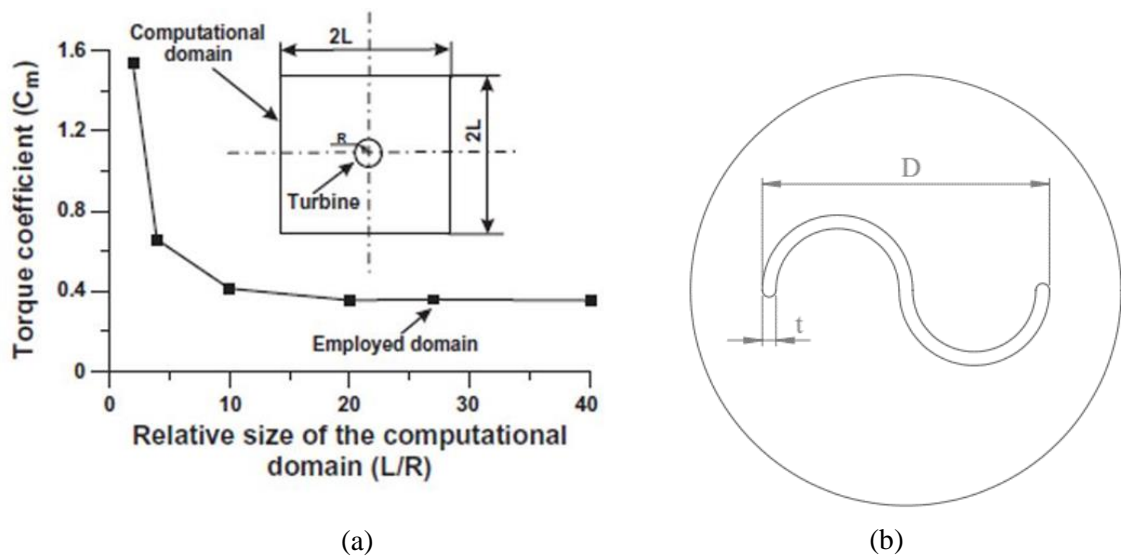 Computational
domain
2L
2L
R
Turbine
Employed domain
1.6
1.2
0.8
0.4
0
0
10
20
30
40
Torque coefficient (Cm)
Relative size of the computational
domain (L/R)
(a)
D
t
(b)